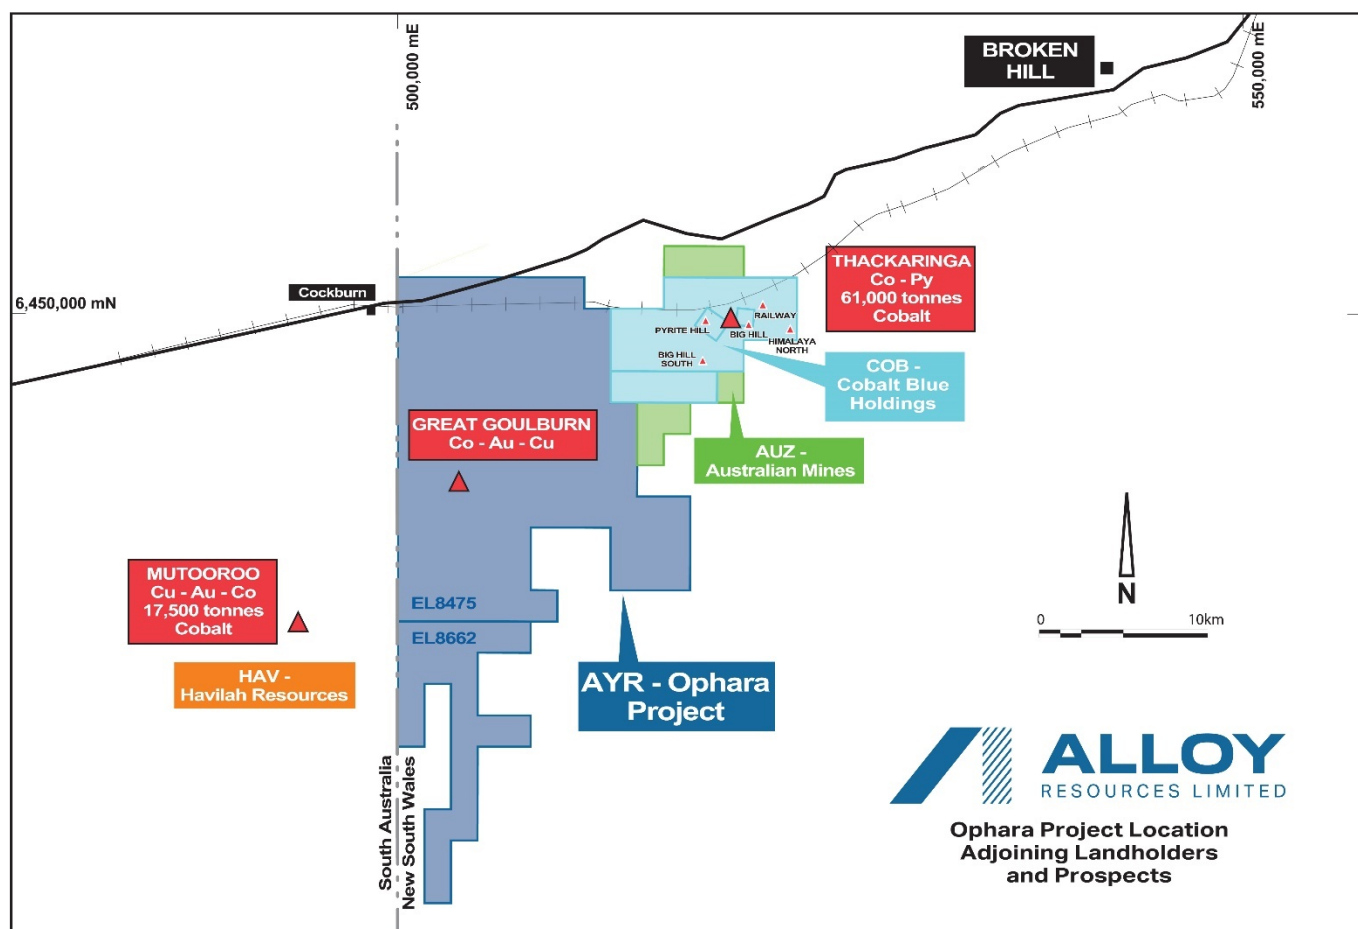 500,000 mE
550,000 mE
BROKEN
HILL
Cockburn
6,450,000 mN
THACKARINGA
Co - Py
61,000 tonnes
Cobalt
RAILWAY
PYRITE HILL
BIG HILL
HIMALAYA
NORTH
BIG HILL
SOUTH
COB -
Cobalt Blue
Holdings
GREAT GOULBURN
Co - Au - Cu
AUZ -
Australian Mines
MUTOOROO
Cu - Au - Co
17,500 tonnes
Cobalt
HAV -
Havilah Resources
EL8475
EL8662
AYR - Ophara
Project
N
0 10km
South Australia
New South Wales
ALLOY
RESOURCES LIMITED
Ophara Project Location
Adjoining Landholders
and Prospects